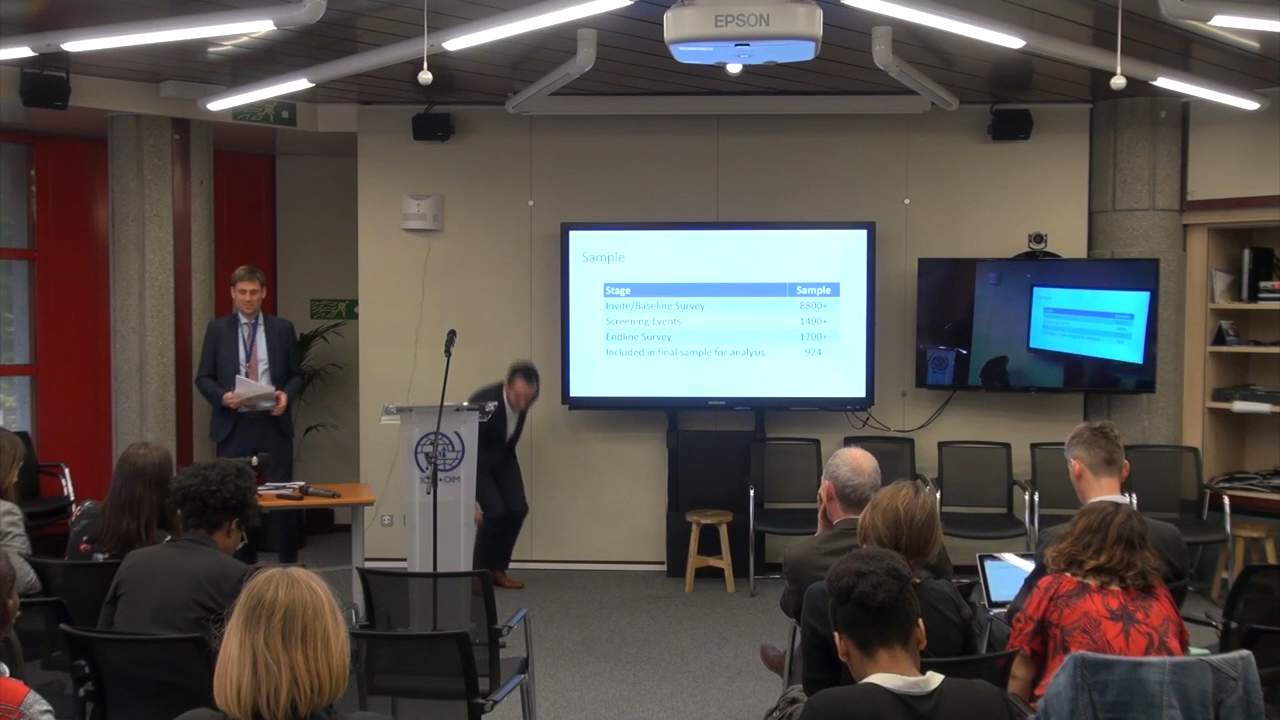 EPSON
Sample
Stage Sample
Invite/Baseline Survey 8800+
Screening Events 1400+
Endline Survey 1200+
Included in final sample for analysis 924
SAMSUNG
IOM • OIM